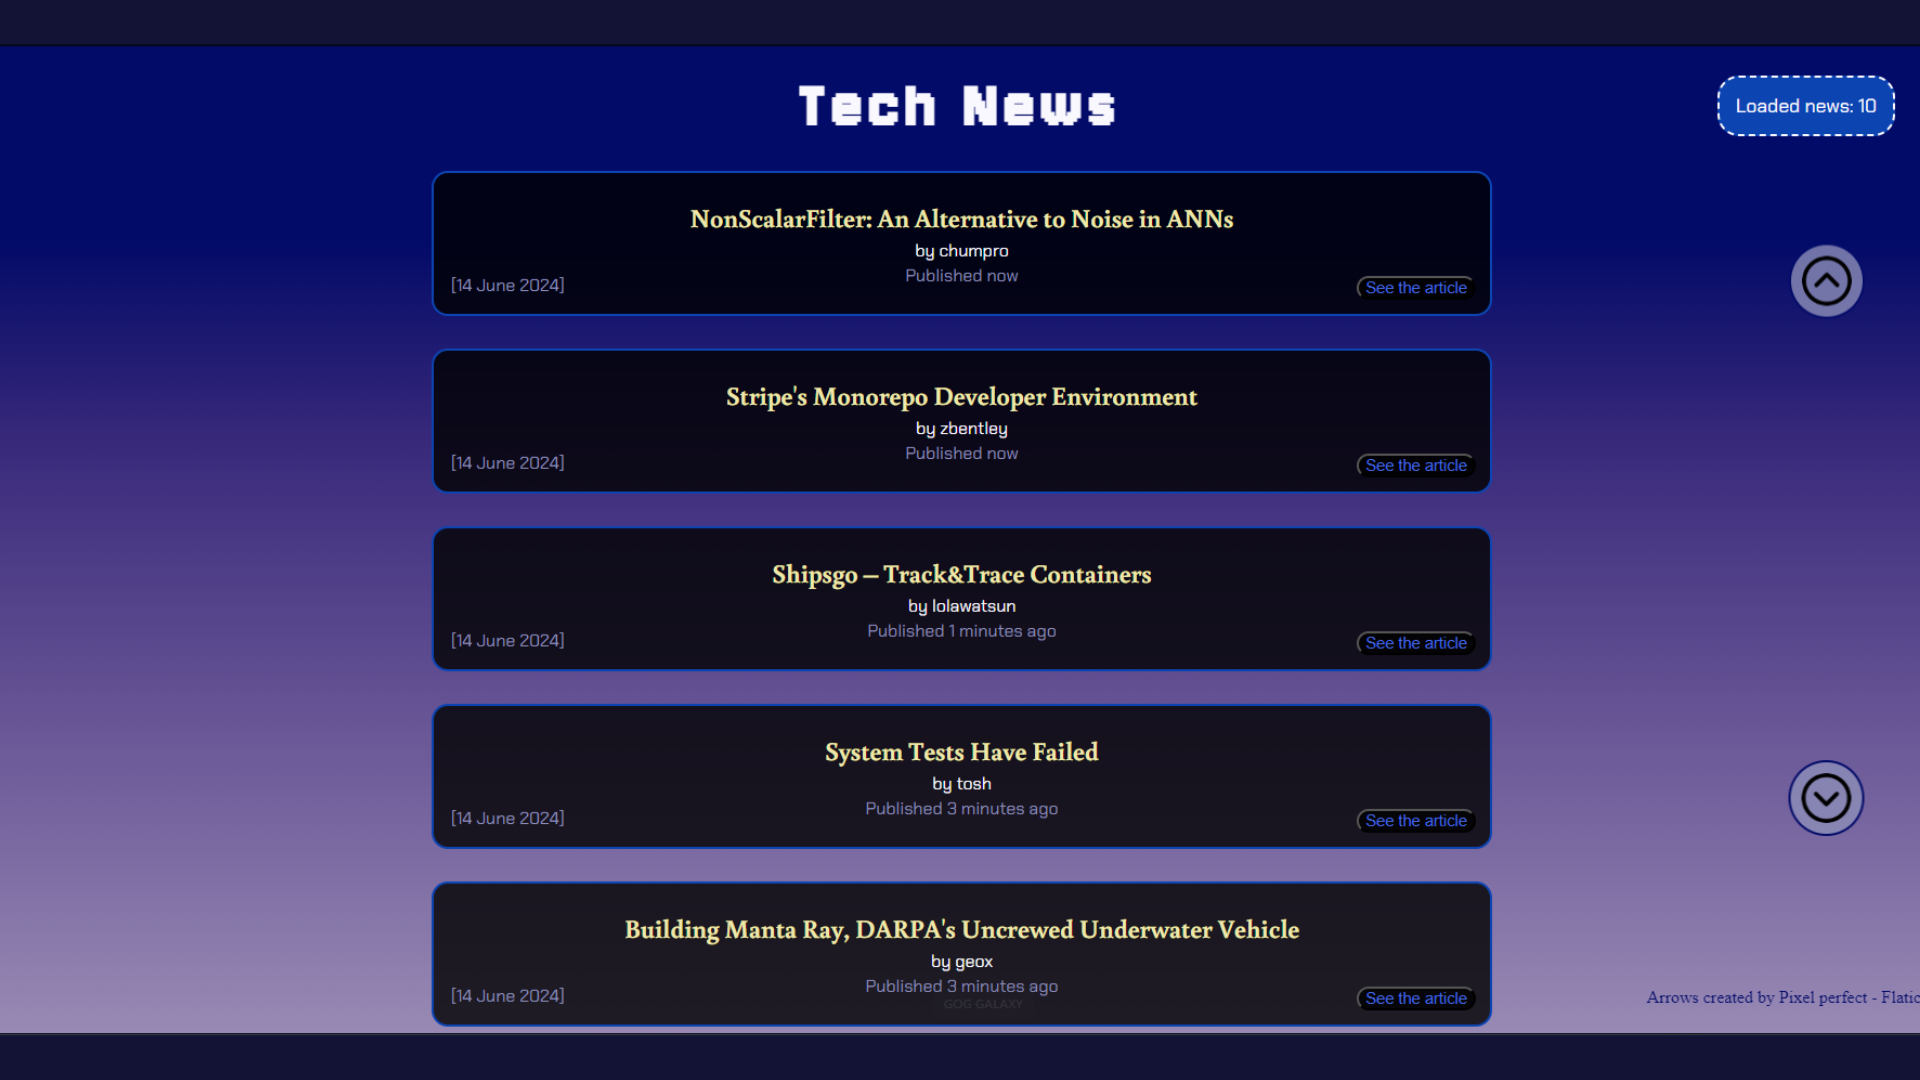 Tech News
Loaded news: 10
NonScalarFilter: An Alternative to Noise in ANNs
by chumpro
Published now
[14 June 2024]
See the article
Stripe's Monorepo Developer Environment
by zbentley
Published now
[14 June 2024]
See the article
Shipsgo – Track&Trace Containers
by lolawatsun
Published 1 minutes ago
[14 June 2024]
See the article
System Tests Have Failed
by tosh
Published 3 minutes ago
[14 June 2024]
See the article
Building Manta Ray, DARPA's Uncrewed Underwater Vehicle
by geox
Published 3 minutes ago
[14 June 2024]
See the article
GOG GALAXY
Arrows created by Pixel perfect - Flatic